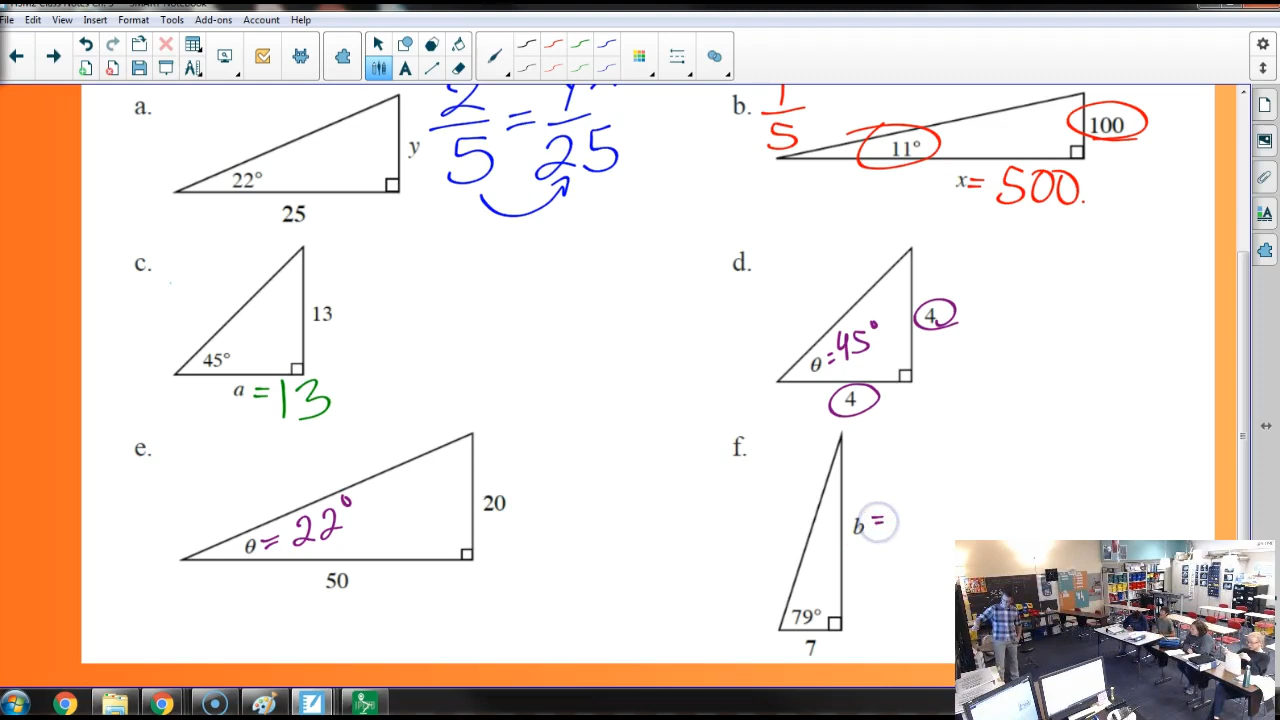 File Edit View Insert Format Tools Add-ons Account Help
a.
22°
25
y
2/5 = y/25
b.
1/5
11°
100
x = 500.
c.
45°
13
a = 13
d.
θ = 45°
4
4
e.
θ = 22°
20
50
f.
b =
79°
7